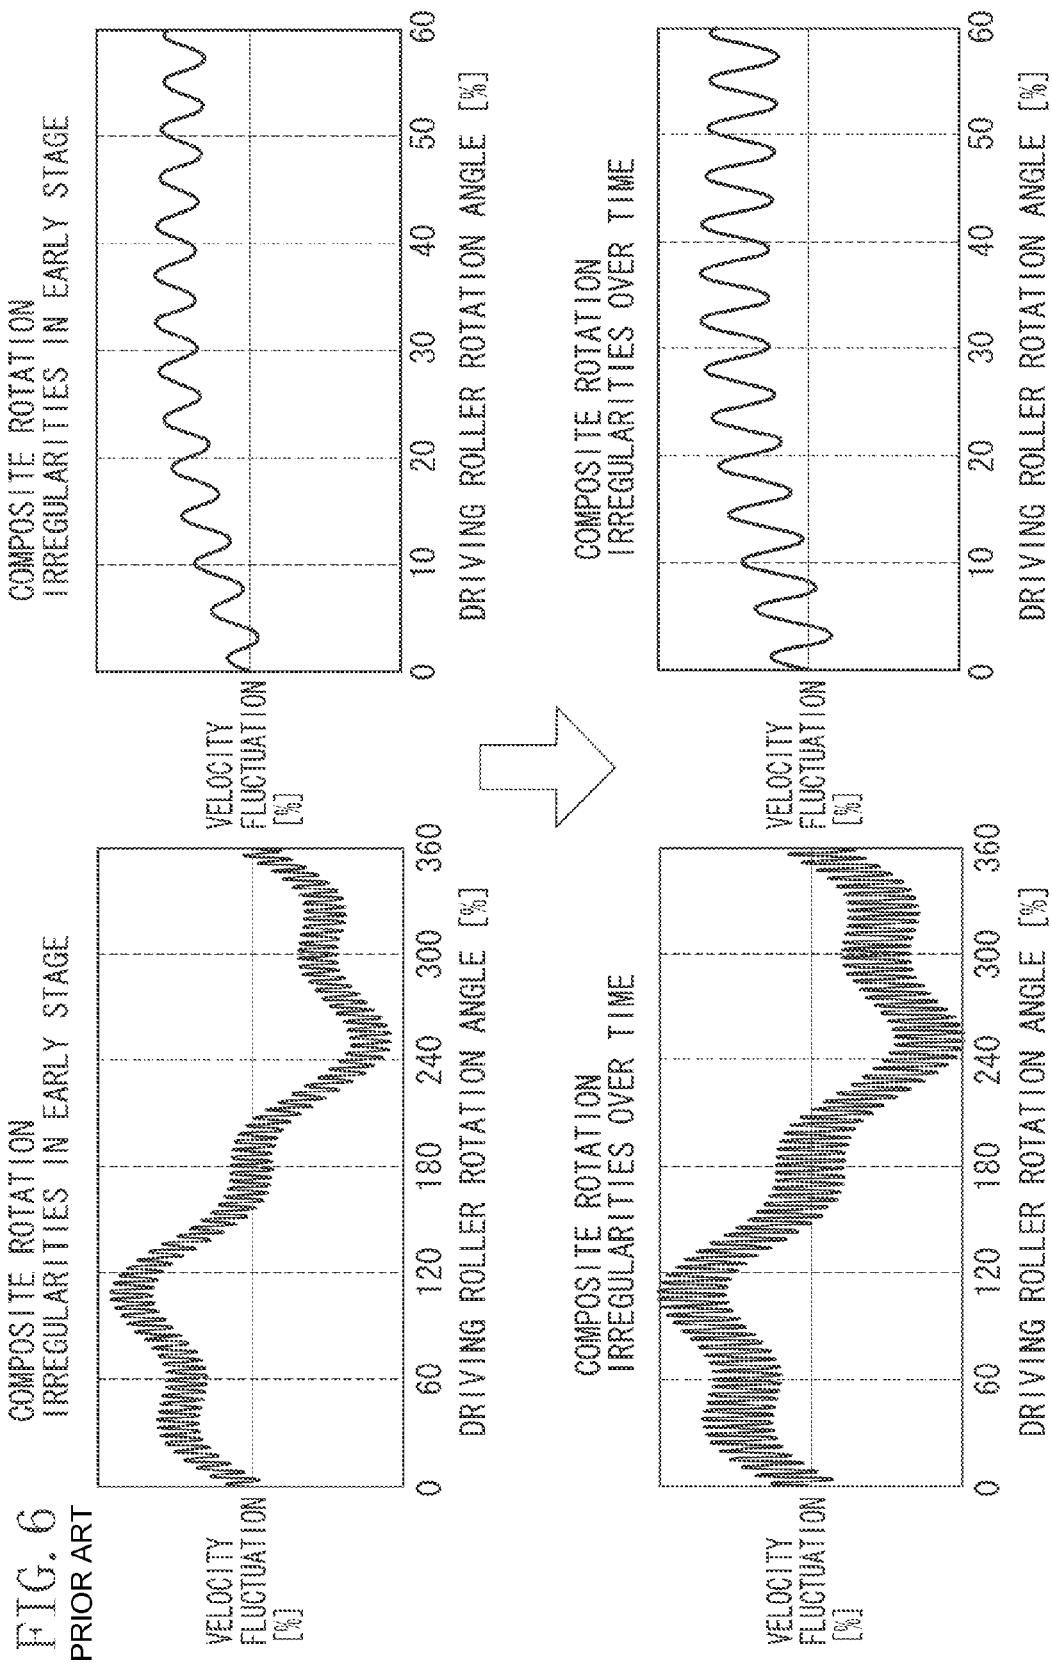 FIG. 6
PRIOR ART
COMPOSITE ROTATION
IRREGULARITIES IN EARLY STAGE
VELOCITY
FLUCTUATION
[%]
0 60 120 180 240 300 360
DRIVING ROLLER ROTATION ANGLE [%]
COMPOSITE ROTATION
IRREGULARITIES IN EARLY STAGE
VELOCITY
FLUCTUATION
[%]
0 10 20 30 40 50 60
DRIVING ROLLER ROTATION ANGLE [%]
COMPOSITE ROTATION
IRREGULARITIES OVER TIME
VELOCITY
FLUCTUATION
[%]
0 60 120 180 240 300 360
DRIVING ROLLER ROTATION ANGLE [%]
COMPOSITE ROTATION
IRREGULARITIES OVER TIME
VELOCITY
FLUCTUATION
[%]
0 10 20 30 40 50 60
DRIVING ROLLER ROTATION ANGLE [%]